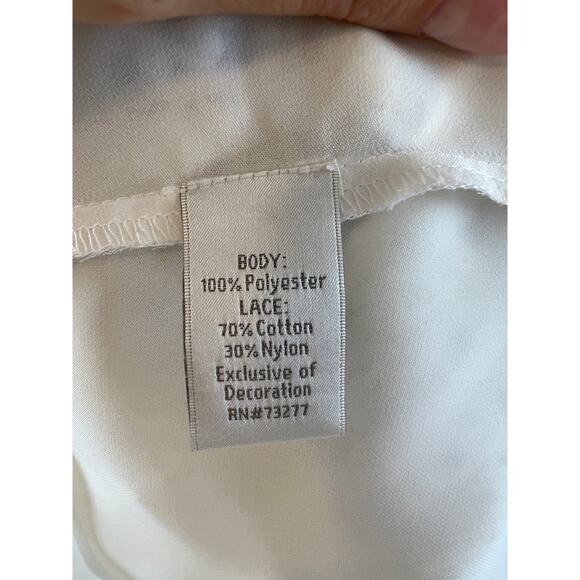 BODY:
100% Polyester
LACE:
70% Cotton
30% Nylon
Exclusive of
Decoration
RN#73277